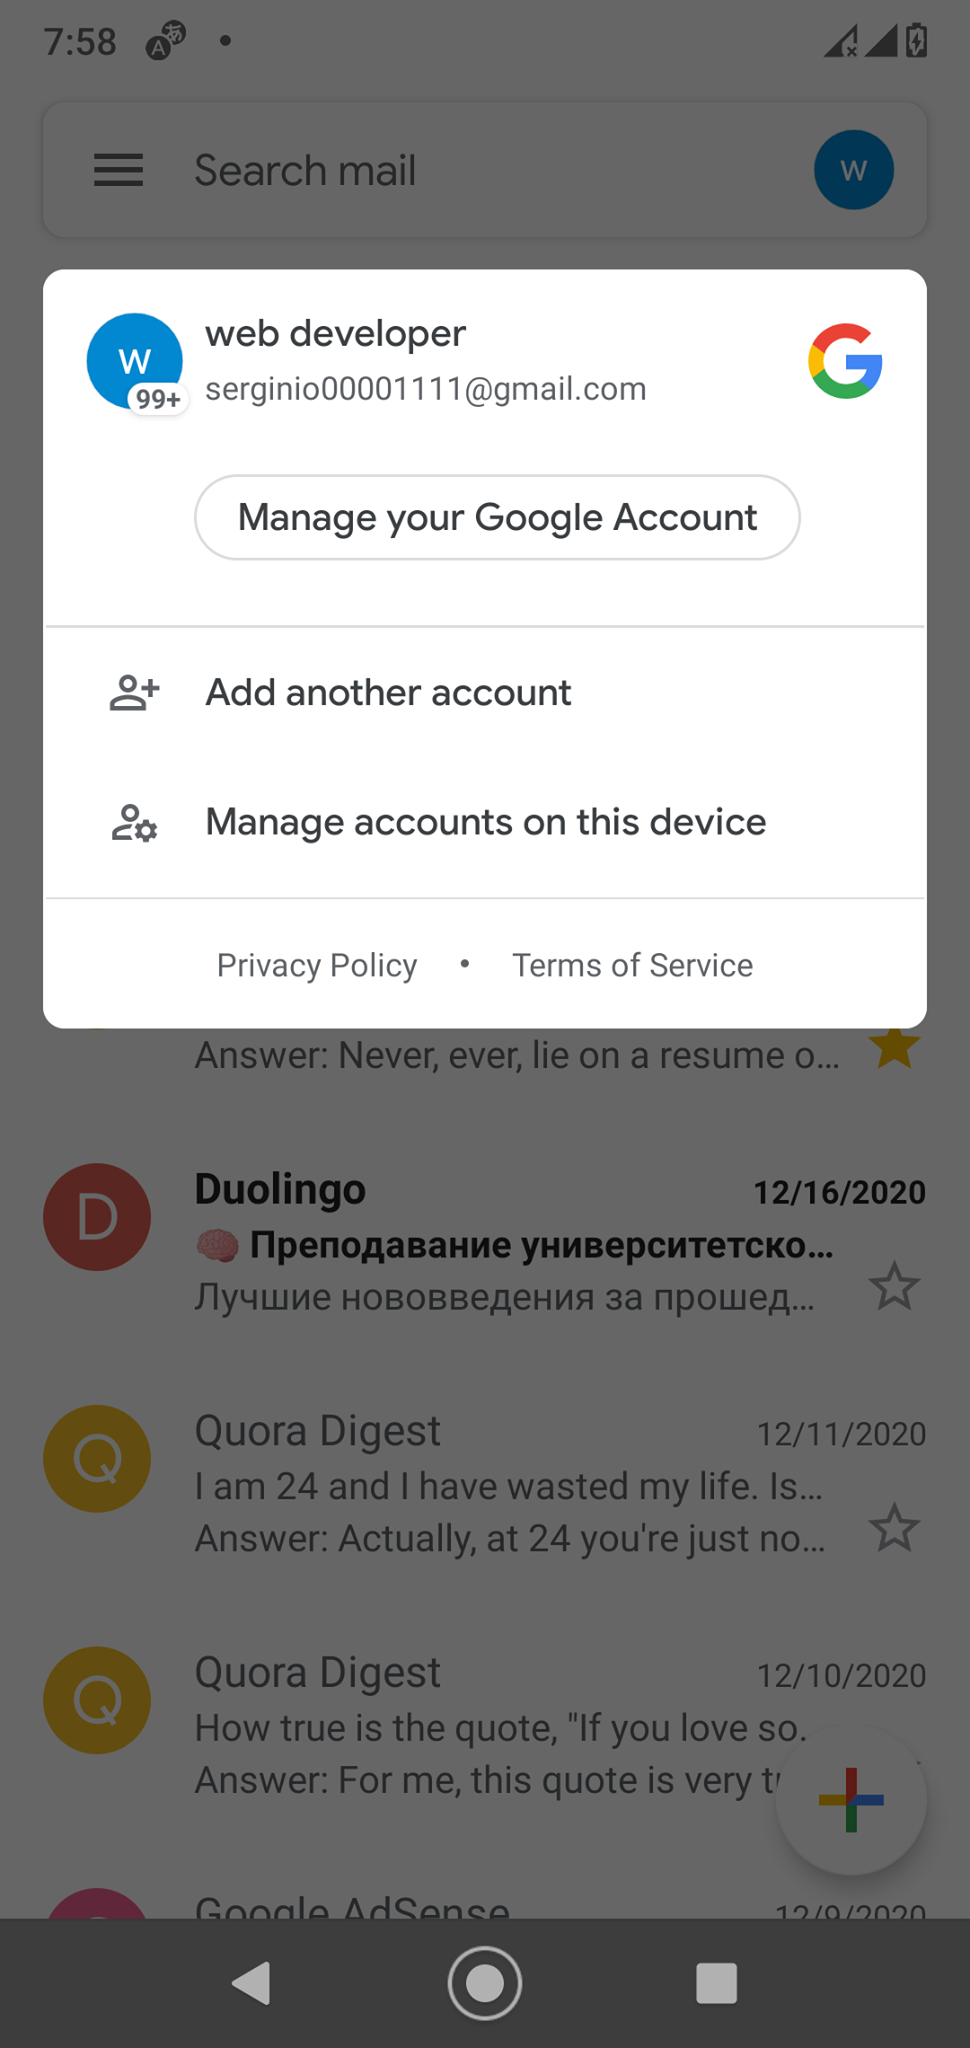 7:58
Search mail
W
W
99+
web developer
serginio00001111@gmail.com
Manage your Google Account
Add another account
Manage accounts on this device
Privacy Policy • Terms of Service
Answer: Never, ever, lie on a resume o...
D
Duolingo
12/16/2020
🧠 Преподавание университетско...
Лучшие нововведения за прошед...
Q
Quora Digest
12/11/2020
I am 24 and I have wasted my life. Is...
Answer: Actually, at 24 you're just no...
Q
Quora Digest
12/10/2020
How true is the quote, "If you love so.
Answer: For me, this quote is very
Google AdSense
12/9/2020